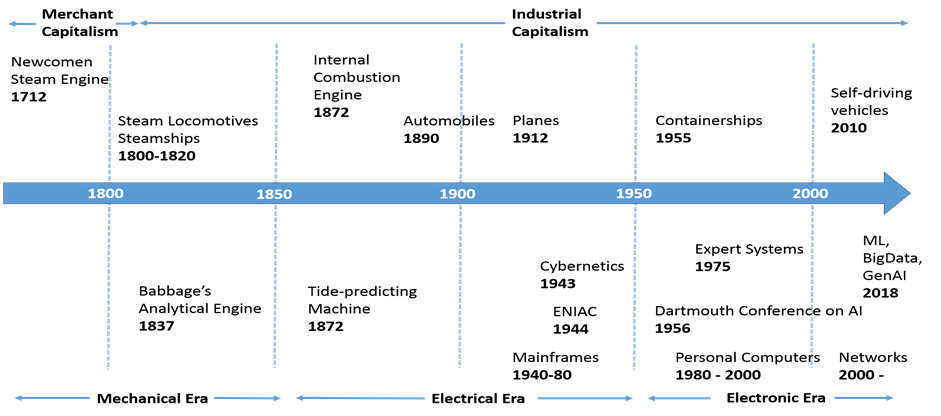 Merchant
Capitalism
Industrial
Capitalism
Newcomen
Steam Engine
1712
Steam Locomotives
Steamships
1800-1820
Internal
Combustion
Engine
1872
Automobiles
1890
Planes
1912
Containerships
1955
Self-driving
vehicles
2010
1800
1850
1900
1950
2000
Babbage's
Analytical Engine
1837
Tide-predicting
Machine
1872
Cybernetics
1943
ENIAC
1944
Mainframes
1940-80
Expert Systems
1975
Dartmouth Conference on AI
1956
Personal Computers
1980 - 2000
ML,
BigData,
GenAI
2018
Networks
2000 -
Mechanical Era
Electrical Era
Electronic Era